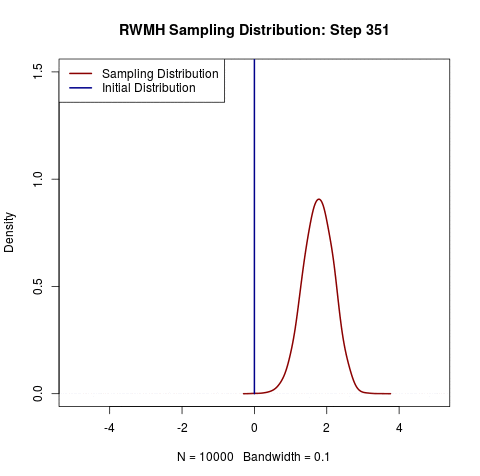 RWMH Sampling Distribution: Step 351
Sampling Distribution
Initial Distribution
Density
1.5
1.0
0.5
0.0
-4 -2 0 2 4
N = 10000 Bandwidth = 0.1